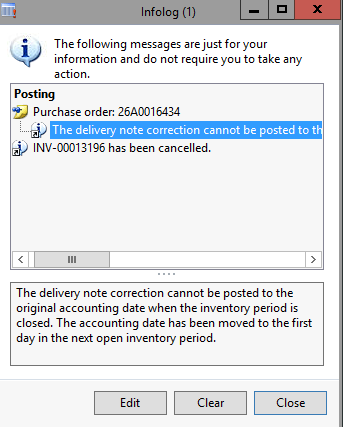 Infolog (1)
The following messages are just for your
information and do not require you to take any
action.
Posting
Purchase order: 26A0016434
The delivery note correction cannot be posted to th
INV-00013196 has been cancelled.
The delivery note correction cannot be posted to the
original accounting date when the inventory period is
closed. The accounting date has been moved to the first
day in the next open inventory period.
Edit
Clear
Close